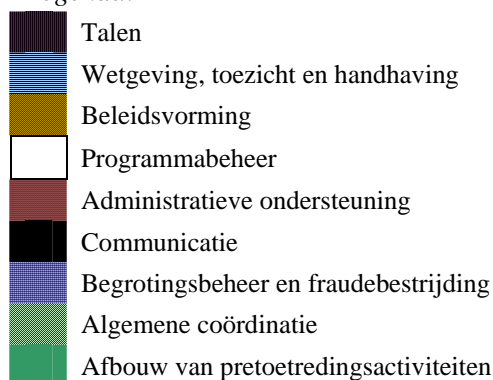 Talen
Wetgeving, toezicht en handhaving
Beleidsvorming
Programmabeheer
Administratieve ondersteuning
Communicatie
Begrotingsbeheer en fraudebestrijding
Algemene coördinatie
Afbouw van pretoetredingsactiviteiten